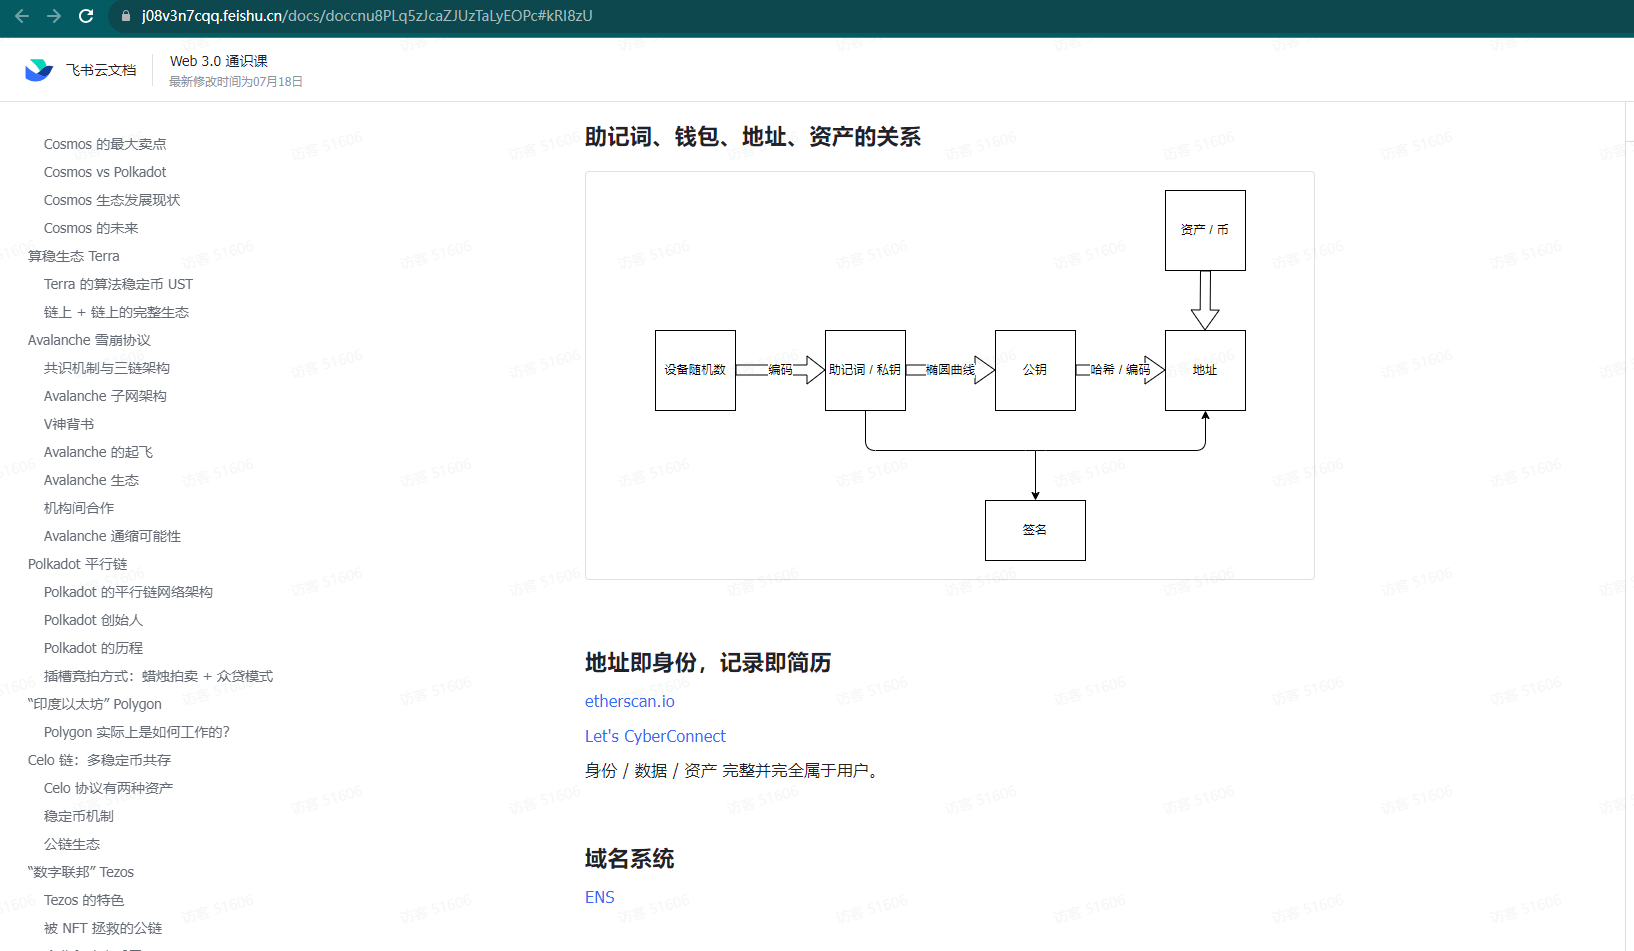 j08v3n7cqq.feishu.cn/docs/doccnu8PLq5zJcaZJUzTaLyEOPc#kRI8zU
飞书云文档
Web 3.0 通识课
最新修改时间为07月18日
Cosmos 的最大卖点
Cosmos vs Polkadot
Cosmos 生态发展现状
Cosmos 的未来
算稳生态 Terra
Terra 的算法稳定币 UST
链上 + 链上的完整生态
Avalanche 雪崩协议
共识机制与三链架构
Avalanche 子网架构
V神背书
Avalanche 的起飞
Avalanche 生态
机构间合作
Avalanche 通缩可能性
Polkadot 平行链
Polkadot 的平行链网络架构
Polkadot 创始人
Polkadot 的历程
插槽竞拍方式：蜡烛拍卖 + 众贷模式
“印度以太坊” Polygon
Polygon 实际上是如何工作的？
Celo 链：多稳定币共存
Celo 协议有两种资产
稳定币机制
公链生态
“数字联邦” Tezos
Tezos 的特色
被 NFT 拯救的公链
助记词、钱包、地址、资产的关系
资产 / 币
设备随机数
编码
助记词 / 私钥
椭圆曲线
公钥
哈希 / 编码
地址
签名
地址即身份，记录即简历
etherscan.io
Let's CyberConnect
身份 / 数据 / 资产 完整并完全属于用户。
域名系统
ENS
访客 51606